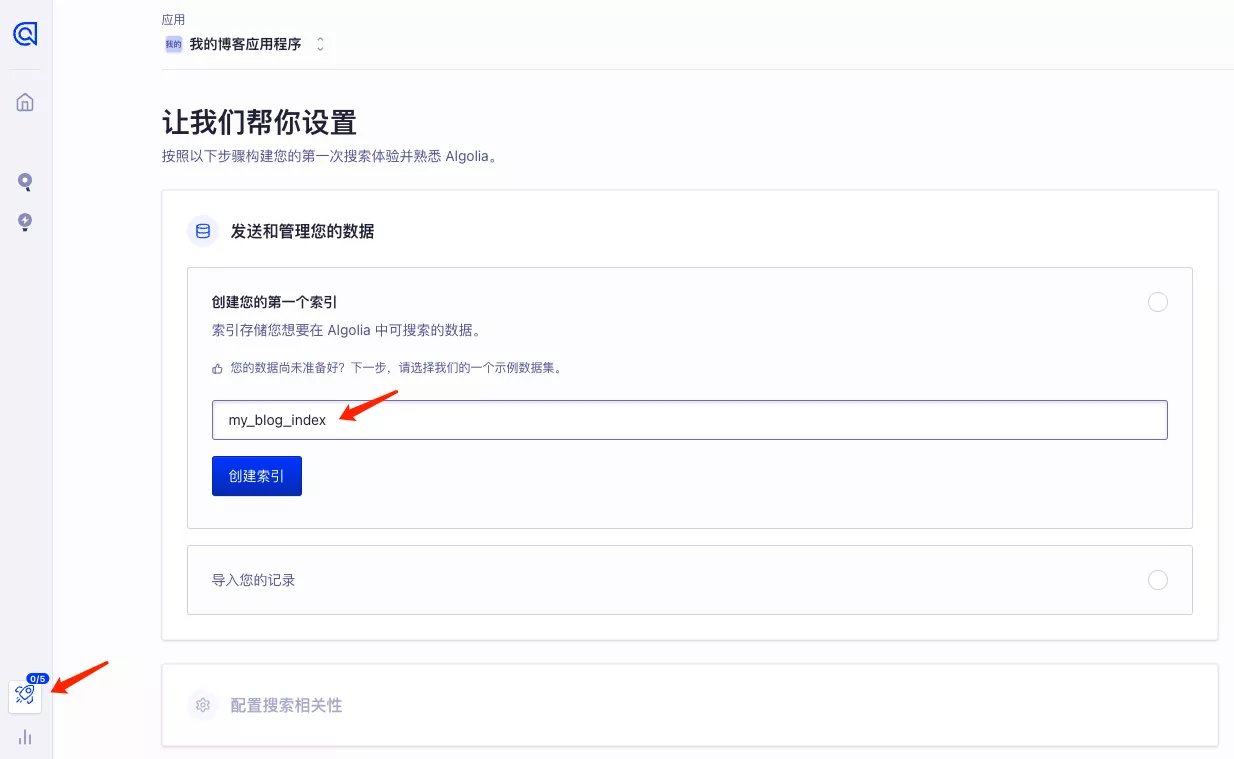 应用
我的 我的博客应用程序
让我们帮你设置
按照以下步骤构建您的第一次搜索体验并熟悉 Algolia。
发送和管理您的数据
创建您的第一个索引
索引存储您想要在 Algolia 中可搜索的数据。
您的数据尚未准备好？下一步，请选择我们的一个示例数据集。
my_blog_index
创建索引
导入您的记录
0/5
配置搜索相关性